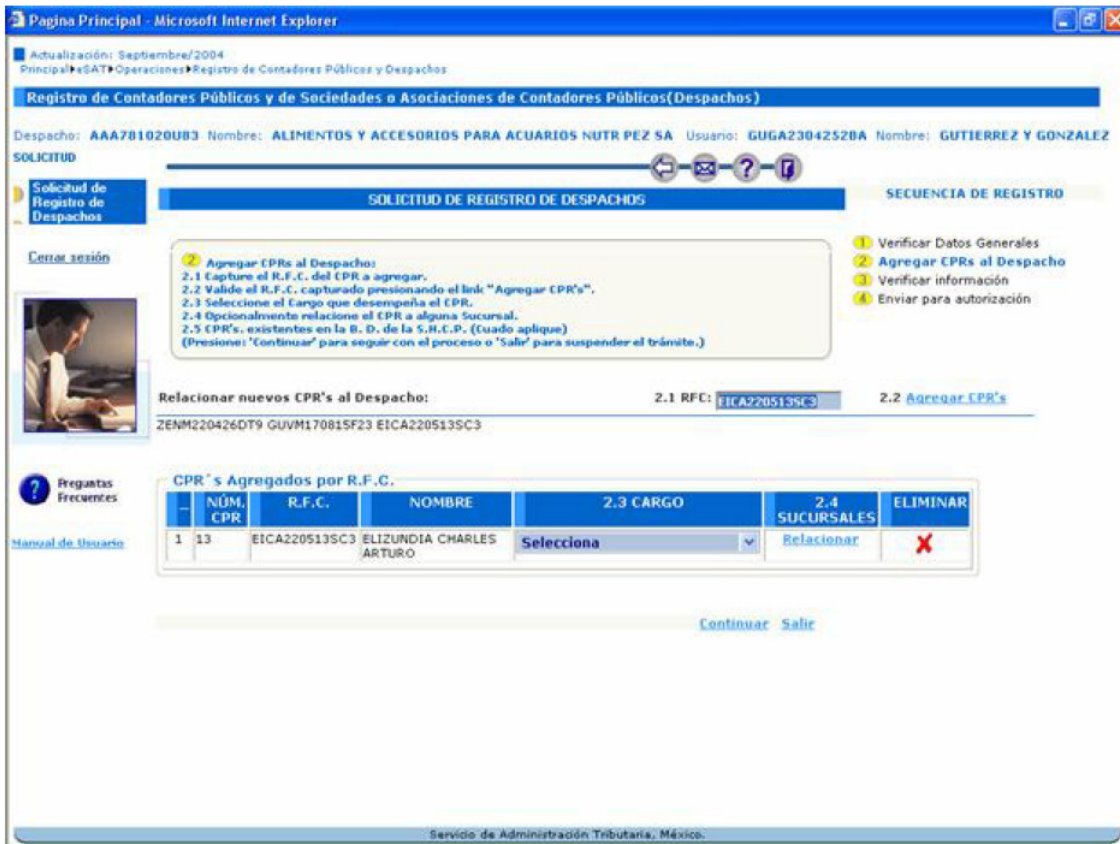 Pagina Principal - Microsoft Internet Explorer
Actualización: Septiembre/2004
Principal eSAT Operaciones Registro de Contadores Públicos y Despachos
Registro de Contadores Públicos y de Sociedades o Asociaciones de Contadores Públicos(Despachos)
Despacho: AAA781020UB3 Nombre: ALIMENTOS Y ACCESORIOS PARA ACUARIOS NUTR PEZ SA Usuario: GUGA2304252BA Nombre: GUTIERREZ Y GONZALEZ
SOLICITUD
Solicitud de
Registro de
Despachos
Cerrar sesión
SOLICITUD DE REGISTRO DE DESPACHOS
2 Agregar CPRs al Despacho:
2.1 Capture el R.F.C. del CPR a agregar.
2.2 Valide el R.F.C. capturado presionando el link "Agregar CPR's".
2.3 Seleccione el Cargo que desempeña el CPR.
2.4 Opcionalmente relacione el CPR a alguna Sucursal.
2.5 CPR's. existentes en la B. D. de la S.H.C.P. (Cuado aplique)
(Presione: 'Continuar' para seguir con el proceso o 'Salir' para suspender el trámite.)
SECUENCIA DE REGISTRO
1 Verificar Datos Generales
2 Agregar CPRs al Despacho
3 Verificar información
4 Enviar para autorización
Relacionar nuevos CPR's al Despacho: 2.1 RFC: EICA220513SC3 2.2 Agregar CPR's
ZENM220426DT9 GUVM170815F23 EICA220513SC3
Preguntas
Frecuentes
Manual de Usuario
CPR´s Agregados por R.F.C.
_ NÚM. CPR R.F.C. NOMBRE 2.3 CARGO 2.4 SUCURSALES ELIMINAR
1 13 EICA220513SC3 ELIZUNDIA CHARLES ARTURO Selecciona Relacionar X
Continuar Salir
Servicio de Administración Tributaria, México.